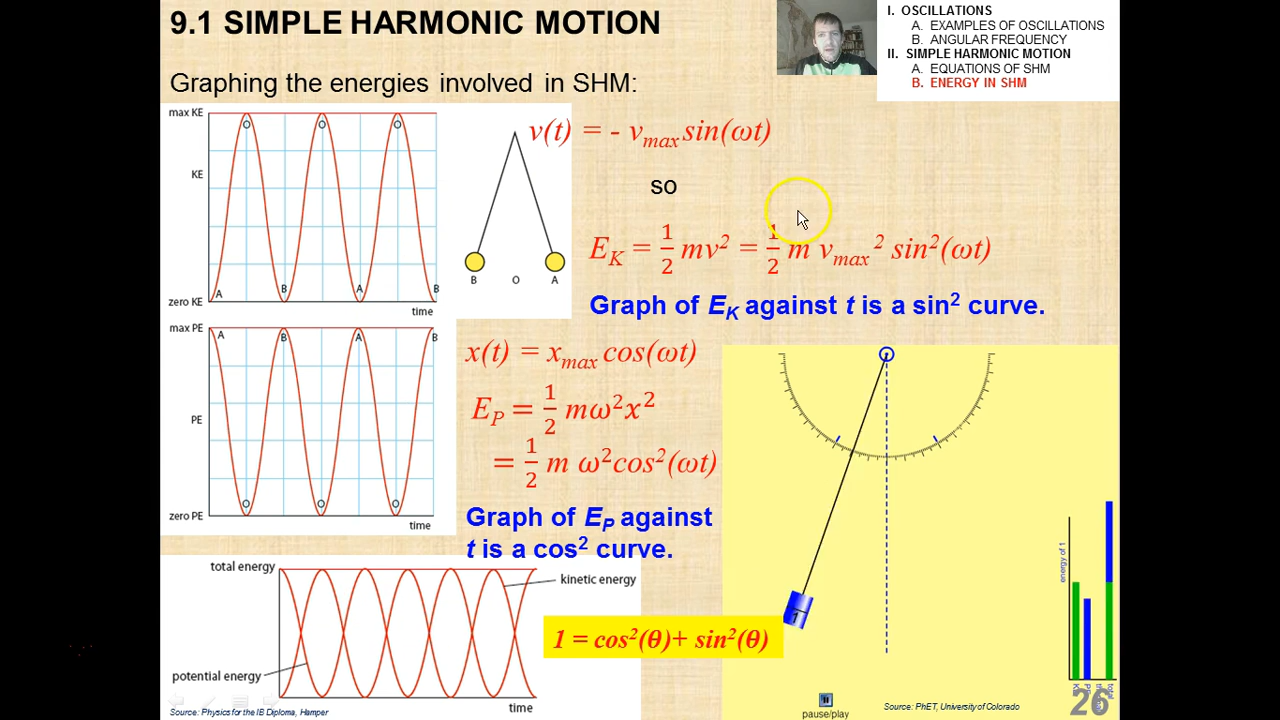 9.1 SIMPLE HARMONIC MOTION
I. OSCILLATIONS
A. EXAMPLES OF OSCILLATIONS
B. ANGULAR FREQUENCY
II. SIMPLE HARMONIC MOTION
A. EQUATIONS OF SHM
B. ENERGY IN SHM
Graphing the energies involved in SHM:
max KE
O O O
KE
zero KE
A B A B
time
B O A
v(t) = - vmax sin(ωt)
so
EK = 1/2 mv² = 1/2 m vmax² sin²(ωt)
Graph of EK against t is a sin² curve.
max PE
A B A B
PE
O O O
zero PE
time
x(t) = xmax cos(ωt)
EP = 1/2 mω²x²
= 1/2 m ω²cos²(ωt)
Graph of EP against
t is a cos² curve.
total energy
kinetic energy
potential energy
time
1 = cos²(θ)+ sin²(θ)
1
energy of 1
total
pause/play
26
Source: Physics for the IB Diploma, Hamper
Source: PhET, University of Colorado